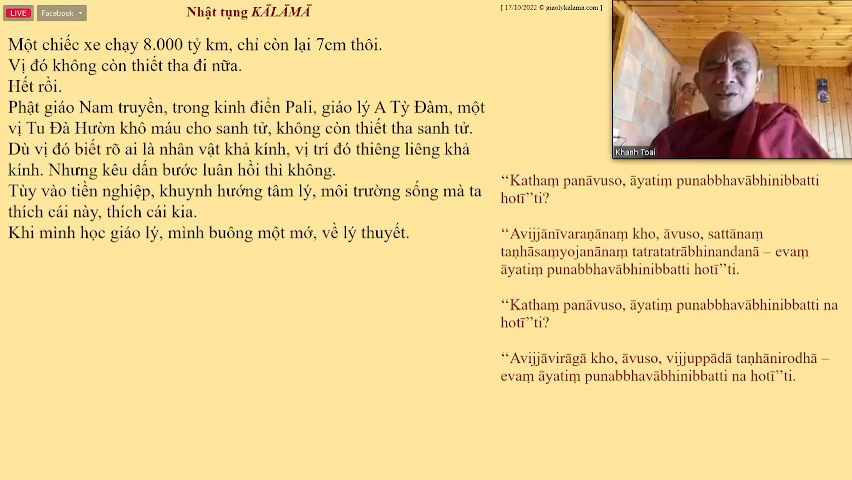 LIVE
Facebook
Nhật tụng KĀLĀMĀ
[ 17/10/2022 © giaolykalama.com ]
Một chiếc xe chạy 8.000 tỷ km, chỉ còn lại 7cm thôi.
Vị đó không còn thiết tha đi nữa.
Hết rồi.
Phật giáo Nam truyền, trong kinh điển Pali, giáo lý A Tỳ Đàm, một
vị Tu Đà Hườn khô máu cho sanh tử, không còn thiết tha sanh tử.
Dù vị đó biết rõ ai là nhân vật khả kính, vị trí đó thiêng liêng khả
kính. Nhưng kêu dấn bước luân hồi thì không.
Tùy vào tiền nghiệp, khuynh hướng tâm lý, môi trường sống mà ta
thích cái này, thích cái kia.
Khi mình học giáo lý, mình buông một mớ, về lý thuyết.
Khanh Toai
“Kathaṃ panāvuso, āyatiṃ punabbhavābhinibbatti
hotī”ti?
“Avijjānīvaraṇānaṃ kho, āvuso, sattānaṃ
taṇhāsaṃyojanānaṃ tatratatrābhinandanā – evaṃ
āyatiṃ punabbhavābhinibbatti hotī”ti.
“Kathaṃ panāvuso, āyatiṃ punabbhavābhinibbatti na
hotī”ti?
“Avijjāvirāgā kho, āvuso, vijjuppādā taṇhānirodhā –
evaṃ āyatiṃ punabbhavābhinibbatti na hotī”ti.